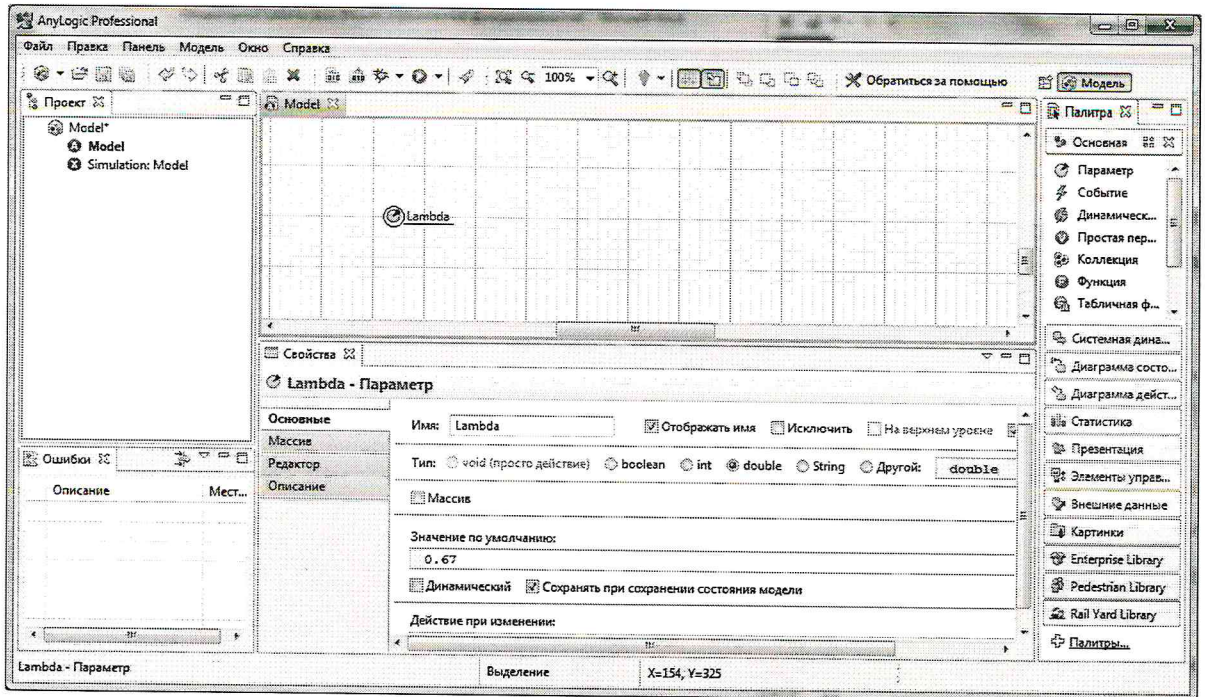 AnyLogic Professional
Файл Правка Панель Модель Окно Справка
100% Обратиться за помощью Модель
Проект
Model*
Model
Simulation: Model
Model
Lambda
Палитра
Основная
Параметр
Событие
Динамическ...
Простая пер...
Коллекция
Функция
Табличная ф...
Системная дина...
Диаграмма состо...
Диаграмма дейст...
Статистика
Презентация
Элементы управ...
Внешние данные
Картинки
Enterprise Library
Pedestrian Library
Rail Yard Library
Палитры...
Свойства
Lambda - Параметр
Основные
Массив
Редактор
Описание
Имя: Lambda Отображать имя Исключить На верхнем уровне
Тип: void (просто действие) boolean int double String Другой: double
Массив
Значение по умолчанию:
0.67
Динамический Сохранять при сохранении состояния модели
Действие при изменении:
Ошибки
Описание Мест...
Lambda - Параметр Выделение X=154, Y=325